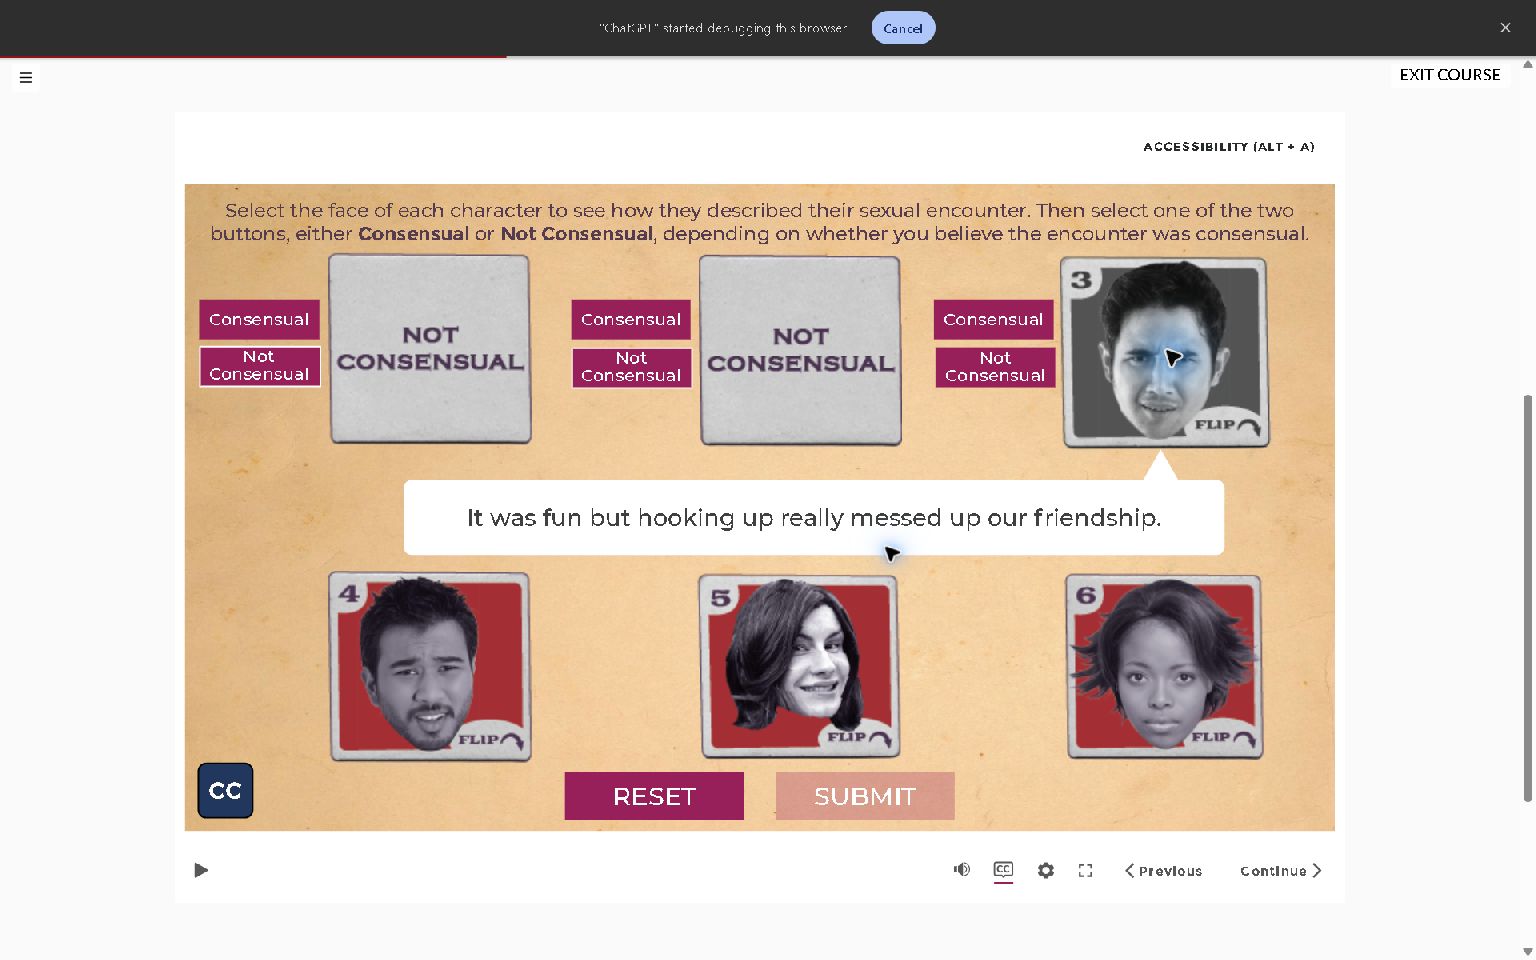 "ChatGPT" started debugging this browser
Cancel
EXIT COURSE
ACCESSIBILITY (ALT + A)
Select the face of each character to see how they described their sexual encounter. Then select one of the two
buttons, either Consensual or Not Consensual, depending on whether you believe the encounter was consensual.
Consensual
Not
Consensual
NOT
CONSENSUAL
Consensual
Not
Consensual
NOT
CONSENSUAL
Consensual
Not
Consensual
3
FLIP
It was fun but hooking up really messed up our friendship.
4
FLIP
5
FLIP
6
FLIP
CC
RESET
SUBMIT
CC
Previous
Continue